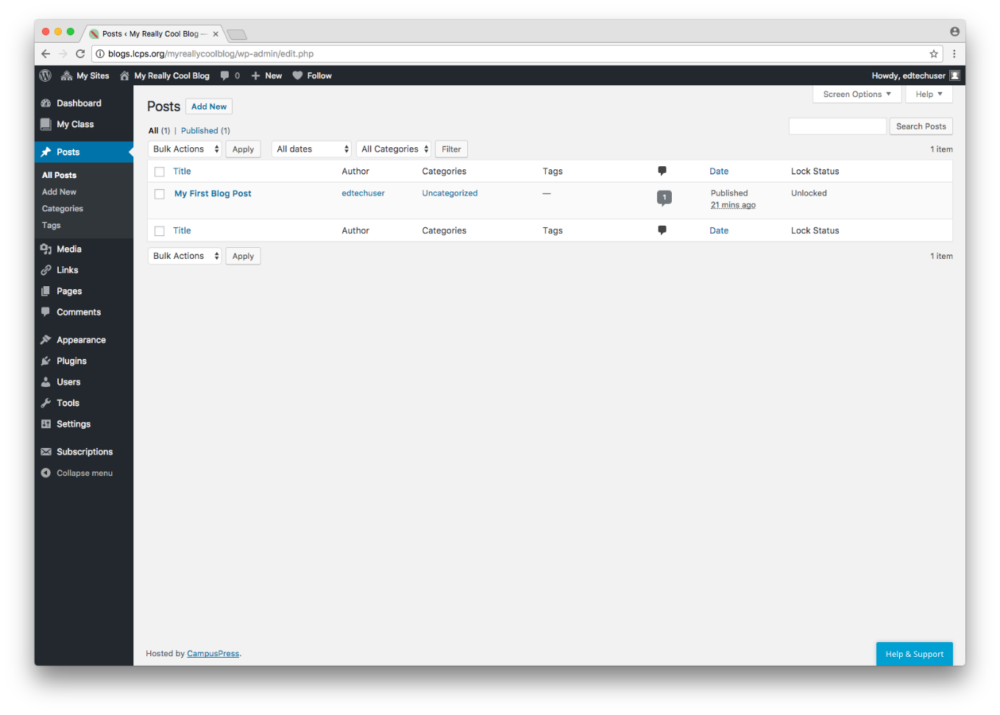 Posts ‹ My Really Cool Blog —
blogs.lcps.org/myreallycoolblog/wp-admin/edit.php
My Sites My Really Cool Blog 0 New Follow Howdy, edtechuser
Screen Options Help
Dashboard
My Class
Posts
All Posts
Add New
Categories
Tags
Media
Links
Pages
Comments
Appearance
Plugins
Users
Tools
Settings
Subscriptions
Collapse menu
Posts Add New
All (1) | Published (1)
Search Posts
Bulk Actions Apply All dates All Categories Filter 1 item
Title Author Categories Tags Date Lock Status
My First Blog Post edtechuser Uncategorized — 1 Published Unlocked
21 mins ago
Title Author Categories Tags Date Lock Status
Bulk Actions Apply 1 item
Hosted by CampusPress.
Help & Support